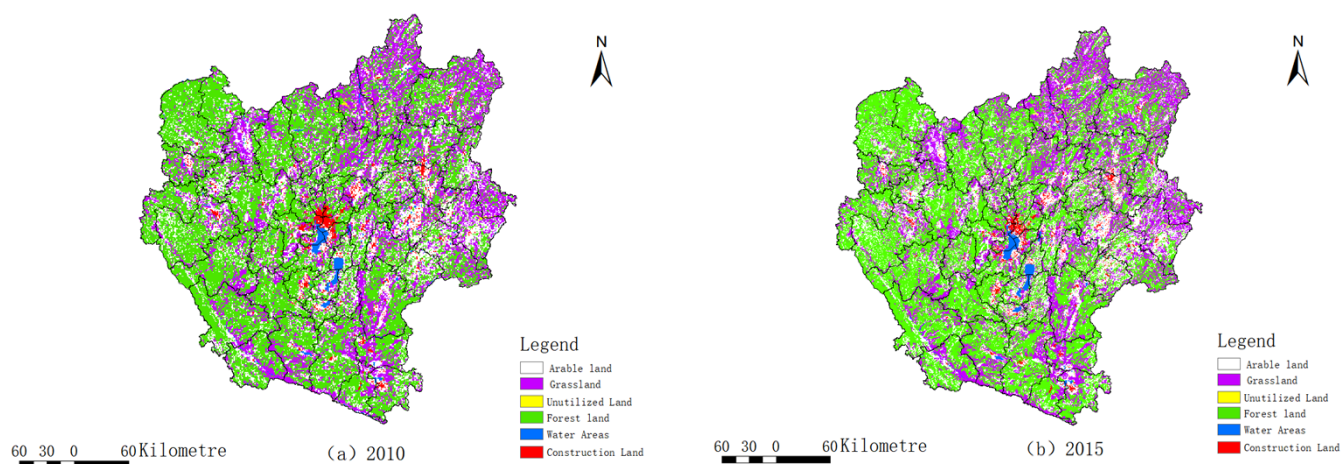 N
Legend
Arable land
Grassland
Unutilized Land
Forest land
Water Areas
Construction Land
60 30 0 60 Kilometre
(a) 2010
N
Legend
Arable land
Grassland
Unutilized Land
Forest land
Water Areas
Construction Land
60 30 0 60 Kilometre
(b) 2015